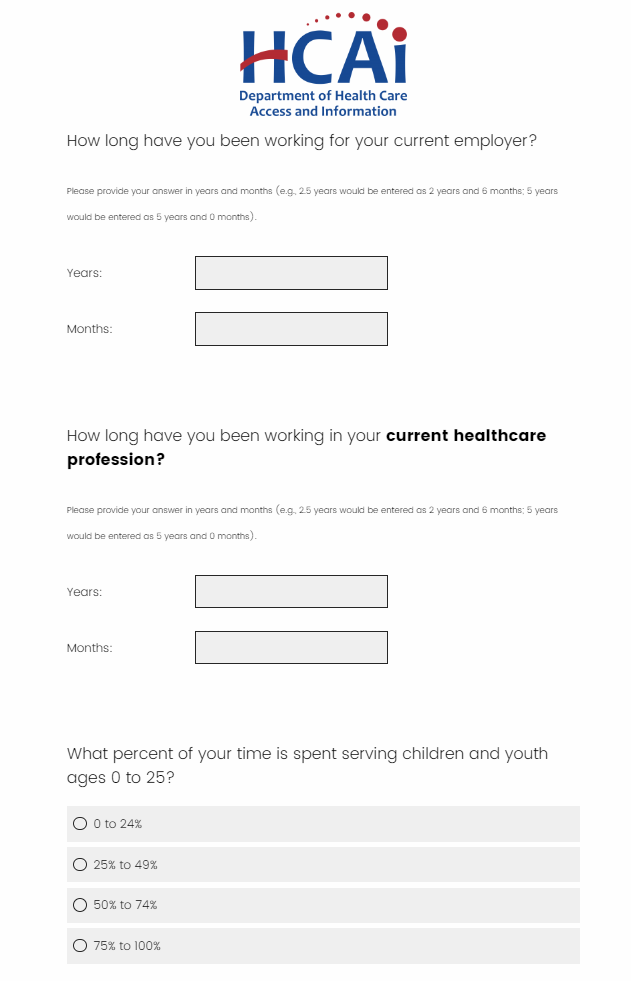 HCAi
Department of Health Care
Access and Information
How long have you been working for your current employer?
Please provide your answer in years and months (e.g., 2.5 years would be entered as 2 years and 6 months; 5 years
would be entered as 5 years and 0 months).
Years:
Months:
How long have you been working in your current healthcare
profession?
Please provide your answer in years and months (e.g., 2.5 years would be entered as 2 years and 6 months; 5 years
would be entered as 5 years and 0 months).
Years:
Months:
What percent of your time is spent serving children and youth
ages 0 to 25?
0 to 24%
25% to 49%
50% to 74%
75% to 100%